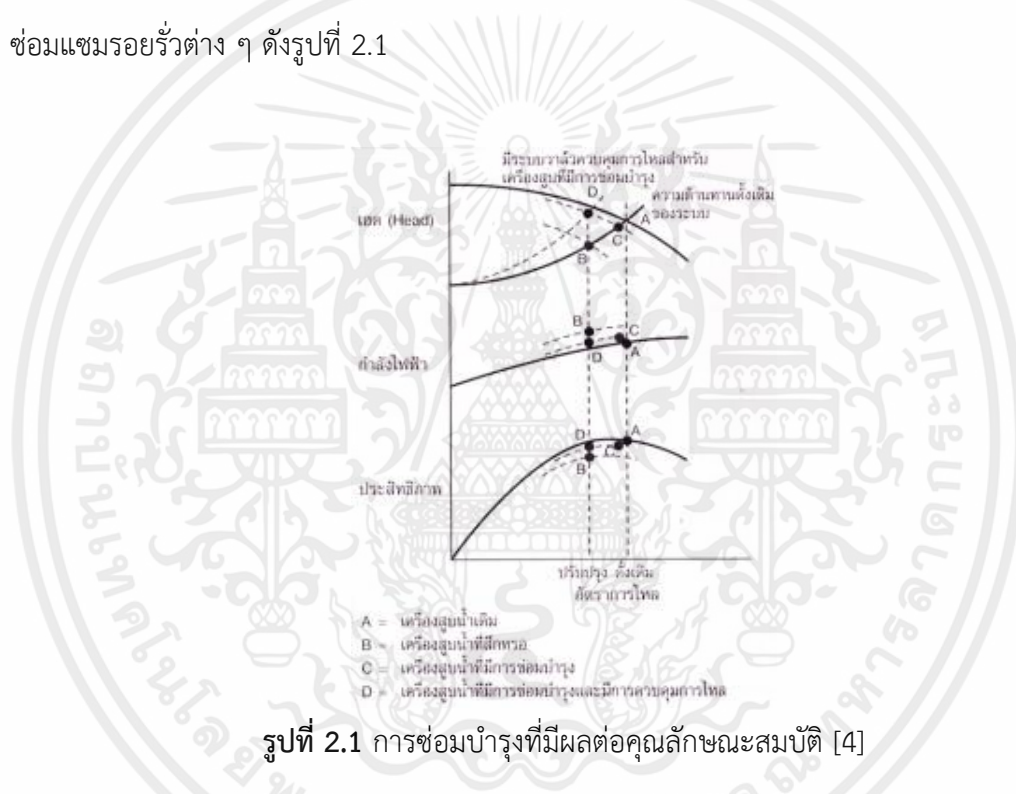 ซ่อมแซมรอยรั่วต่าง ๆ ดังรูปที่ 2.1
มีระบบวาล์วควบคุมการไหลสำหรับ
เครื่องสูบที่มีการซ่อมบำรุง
D
ความต้านทานดั้งเดิม
ของระบบ
เฮด (Head)
A
C
B
B
C
กำลังไฟฟ้า
D
A
D
A
C
B
ประสิทธิภาพ
ปรับปรุง ดั้งเดิม
อัตราการไหล
A = เครื่องสูบน้ำเดิม
B = เครื่องสูบน้ำที่สึกหรอ
C = เครื่องสูบน้ำที่มีการซ่อมบำรุง
D = เครื่องสูบน้ำที่มีการซ่อมบำรุงและมีการควบคุมการไหล
รูปที่ 2.1 การซ่อมบำรุงที่มีผลต่อคุณลักษณะสมบัติ [4]